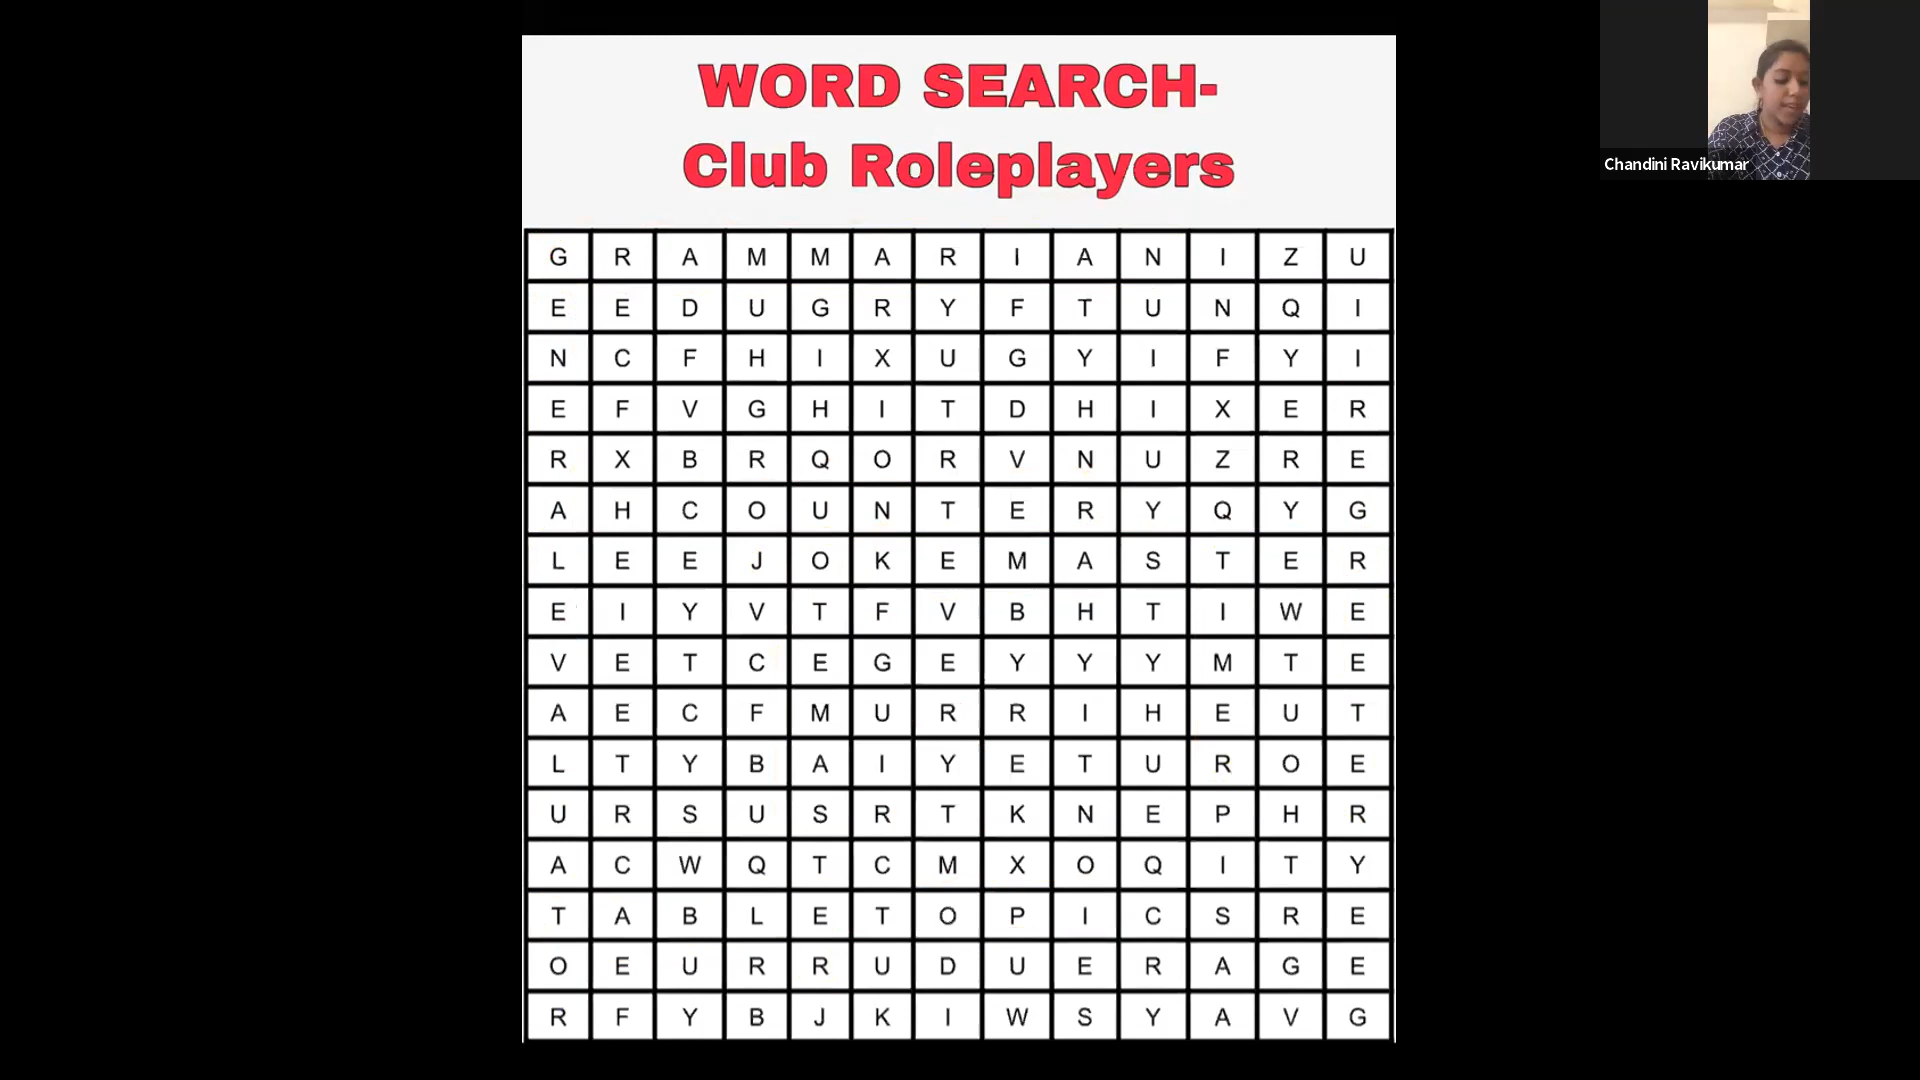 WORD SEARCH-
Club Roleplayers
Chandini Ravikumar
G R A M M A R I A N I Z U
E E D U G R Y F T U N Q I
N C F H I X U G Y I F Y I
E F V G H I T D H I X E R
R X B R Q O R V N U Z R E
A H C O U N T E R Y Q Y G
L E E J O K E M A S T E R
E I Y V T F V B H T I W E
V E T C E G E Y Y Y M T E
A E C F M U R R I H E U T
L T Y B A I Y E T U R O E
U R S U S R T K N E P H R
A C W Q T C M X O Q I T Y
T A B L E T O P I C S R E
O E U R R U D U E R A G E
R F Y B J K I W S Y A V G